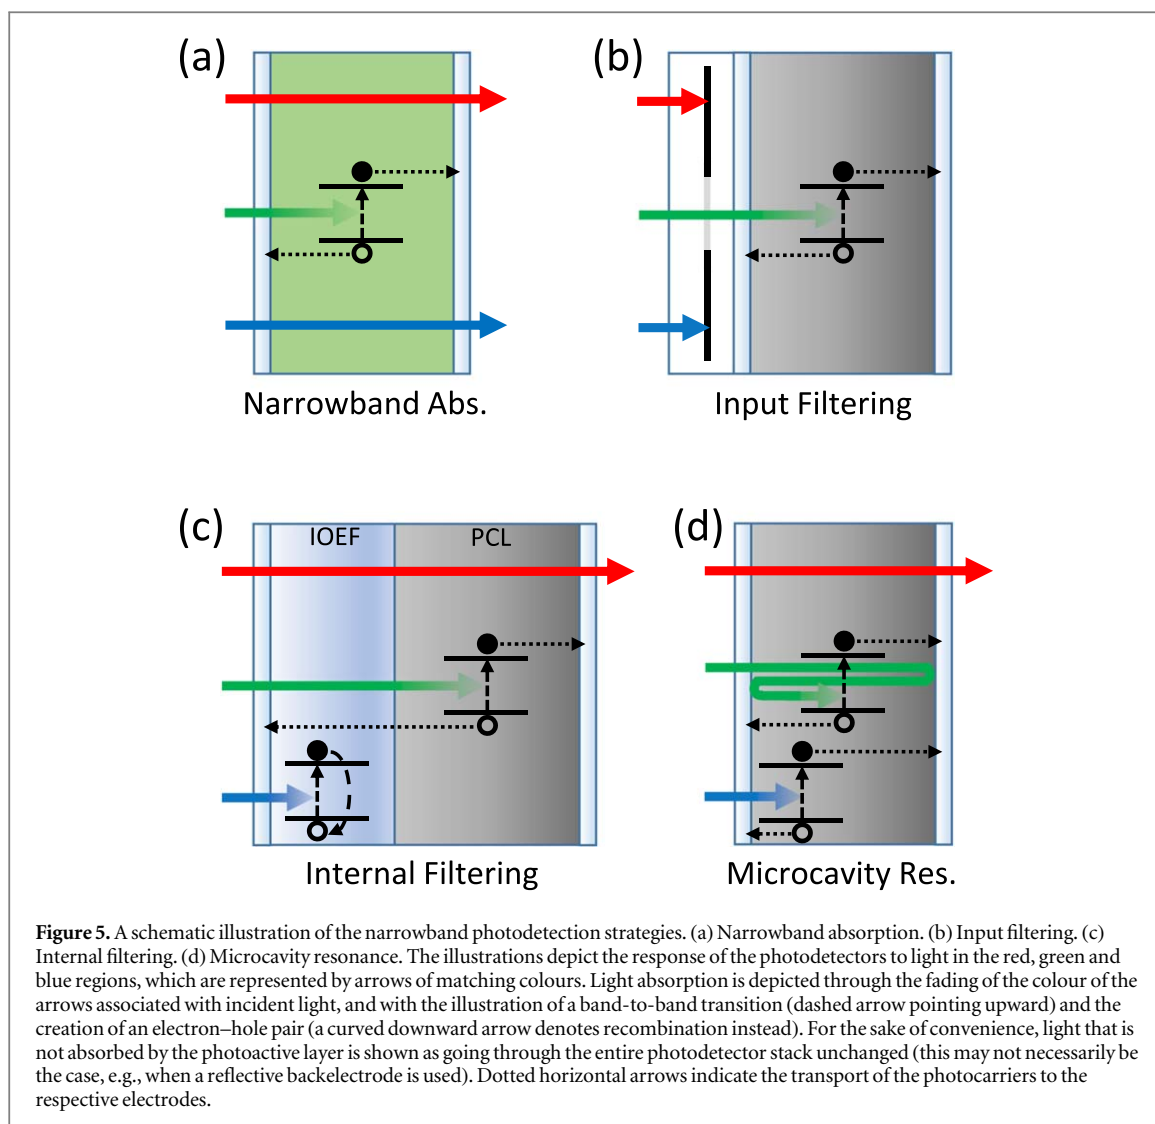 (a)
(b)
Narrowband Abs.
Input Filtering
(c)
IOEF
PCL
(d)
Internal Filtering
Microcavity Res.
Figure 5. A schematic illustration of the narrowband photodetection strategies. (a) Narrowband absorption. (b) Input filtering. (c)
Internal filtering. (d) Microcavity resonance. The illustrations depict the response of the photodetectors to light in the red, green and
blue regions, which are represented by arrows of matching colours. Light absorption is depicted through the fading of the colour of the
arrows associated with incident light, and with the illustration of a band-to-band transition (dashed arrow pointing upward) and the
creation of an electron–hole pair (a curved downward arrow denotes recombination instead). For the sake of convenience, light that is
not absorbed by the photoactive layer is shown as going through the entire photodetector stack unchanged (this may not necessarily be
the case, e.g., when a reflective backelectrode is used). Dotted horizontal arrows indicate the transport of the photocarriers to the
respective electrodes.